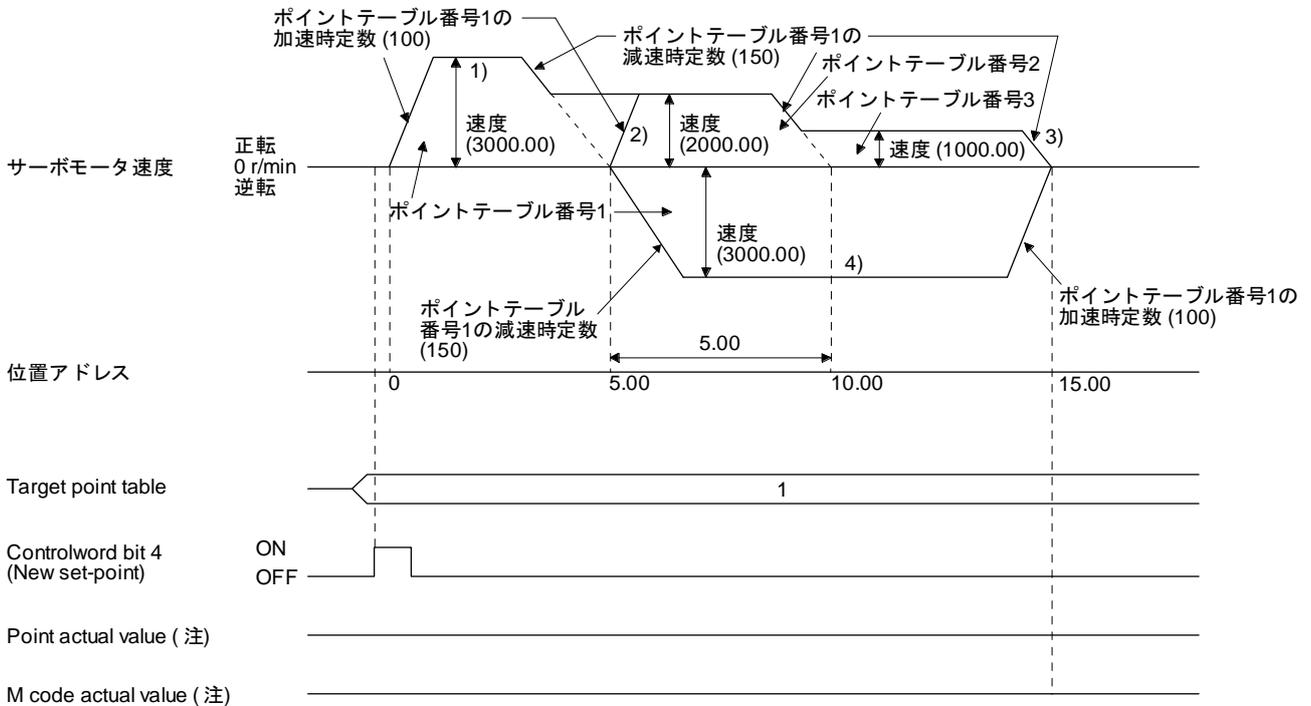 ポイントテーブル番号1の
加速時定数 (100)
ポイントテーブル番号1の
減速時定数 (150)
ポイントテーブル番号2
ポイントテーブル番号3
1)
速度
(3000.00)
2)
速度
(2000.00)
速度 (1000.00)
3)
サーボモータ速度
正転
0 r/min
逆転
ポイントテーブル番号1
速度
(3000.00)
4)
ポイントテーブル
番号1の減速時定数
(150)
ポイントテーブル番号1の
加速時定数 (100)
5.00
位置アドレス
0
5.00
10.00
15.00
Target point table
1
Controlword bit 4
(New set-point)
ON
OFF
Point actual value ( 注)
M code actual value ( 注)